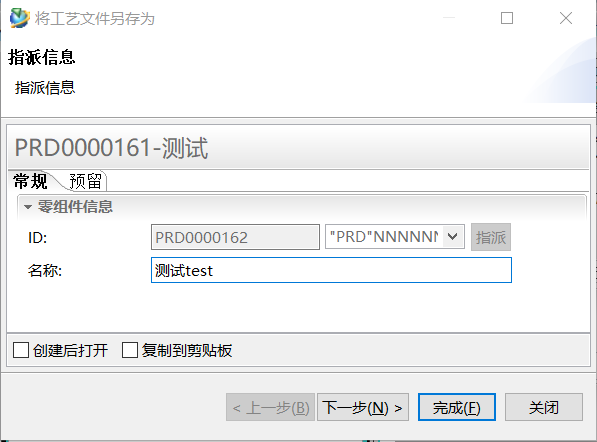 将工艺文件另存为
指派信息
指派信息
PRD0000161-测试
常规 预留
零组件信息
ID: PRD0000162 "PRD"NNNNNN 指派
名称: 测试test
创建后打开 复制到剪贴板
< 上一步(B) 下一步(N) > 完成(F) 关闭